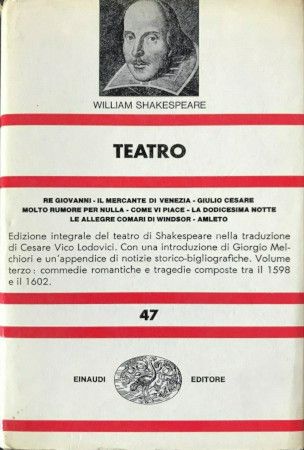 WILLIAM SHAKESPEARE
TEATRO
RE GIOVANNI - IL MERCANTE DI VENEZIA - GIULIO CESARE
MOLTO RUMORE PER NULLA - COME VI PIACE - LA DODICESIMA NOTTE
LE ALLEGRE COMARI DI WINDSOR - AMLETO
Edizione integrale del teatro di Shakespeare nella traduzione
di Cesare Vico Lodovici. Con una introduzione di Giorgio Mel-
chiori e un'appendice di notizie storico-bigliografiche. Volume
terzo: commedie romantiche e tragedie composte tra il 1598
e il 1602.
47
EINAUDI EDITORE